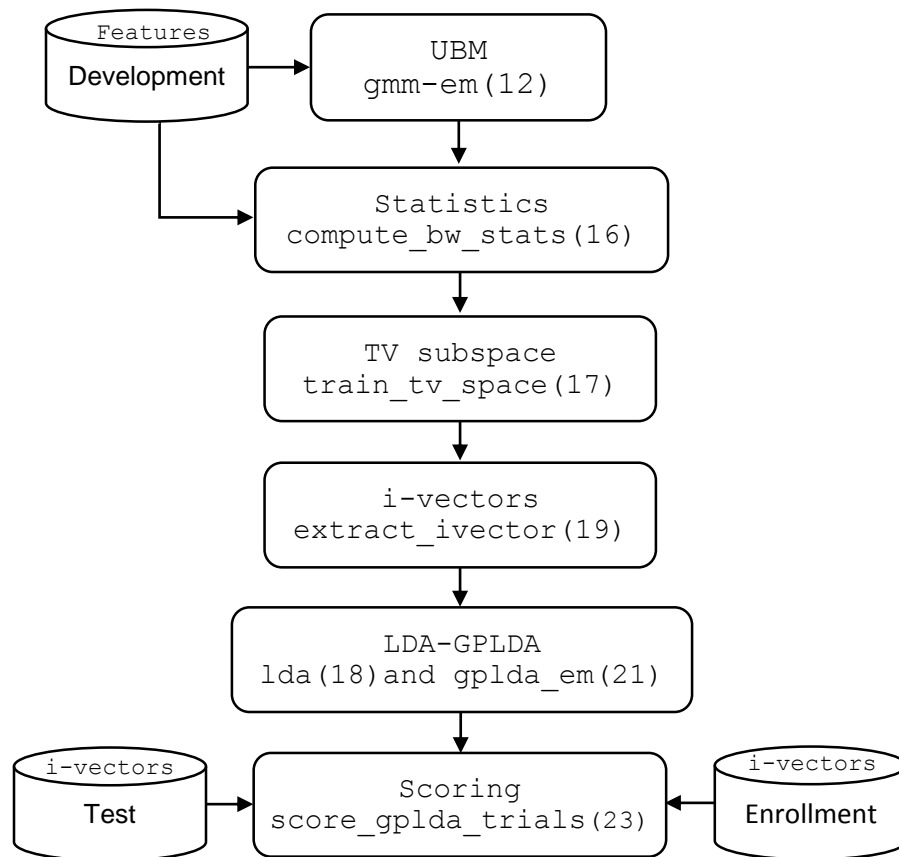 Features
Development
UBM
gmm-em(12)
Statistics
compute_bw_stats(16)
TV subspace
train_tv_space(17)
i-vectors
extract_ivector(19)
LDA-GPLDA
lda(18)and gplda_em(21)
i-vectors
Test
Scoring
score_gplda_trials(23)
i-vectors
Enrollment